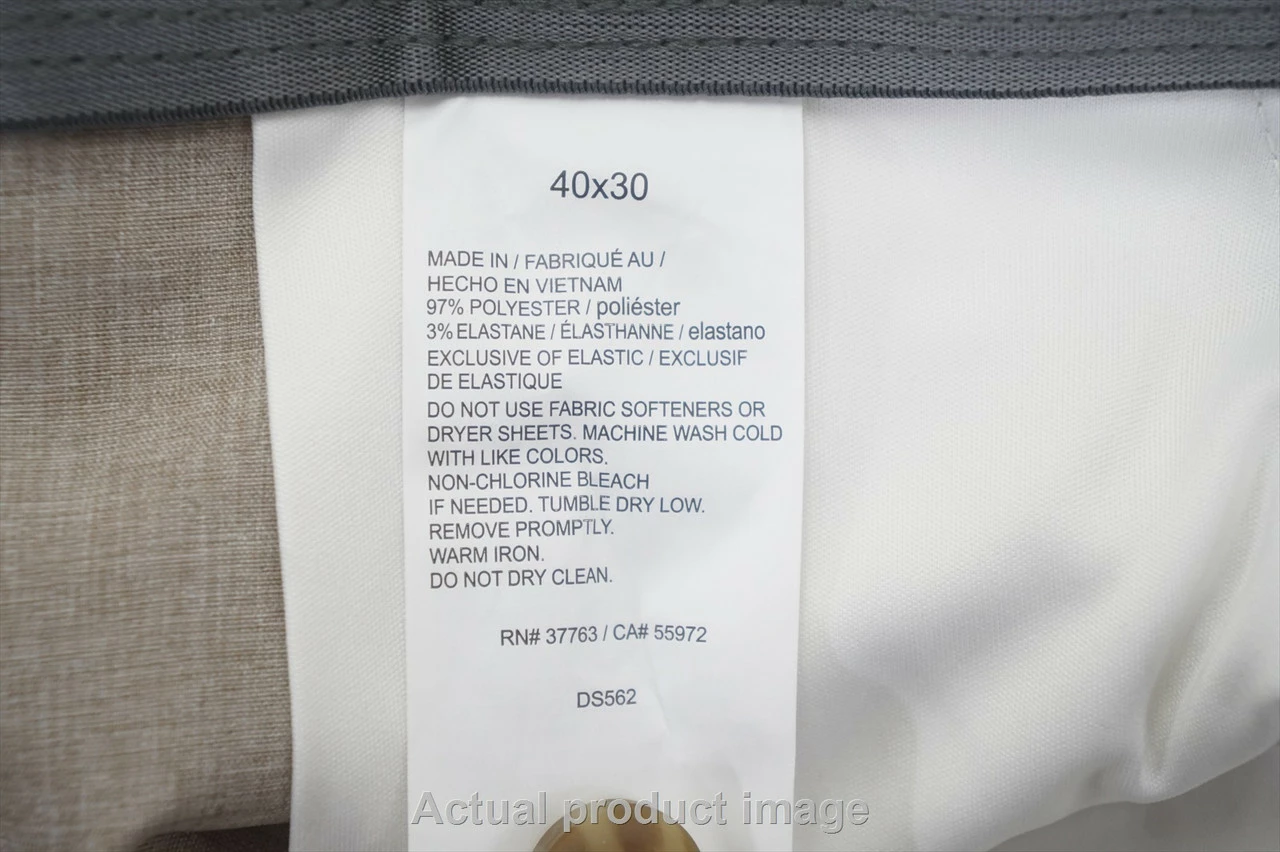 40x30
MADE IN / FABRIQUÉ AU /
HECHO EN VIETNAM
97% POLYESTER / poliéster
3% ELASTANE / ÉLASTHANNE / elastano
EXCLUSIVE OF ELASTIC / EXCLUSIF
DE ELASTIQUE
DO NOT USE FABRIC SOFTENERS OR
DRYER SHEETS. MACHINE WASH COLD
WITH LIKE COLORS.
NON-CHLORINE BLEACH
IF NEEDED. TUMBLE DRY LOW.
REMOVE PROMPTLY.
WARM IRON.
DO NOT DRY CLEAN.
RN# 37763 / CA# 55972
DS562
Actual product image